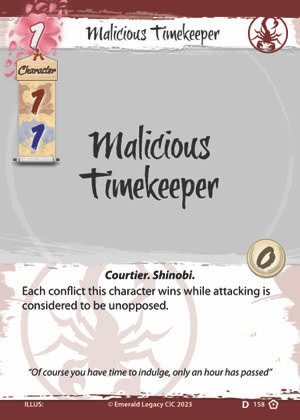 1
Malicious Timekeeper
Character
1
1
Malicious
Timekeeper
0
Courtier. Shinobi.
Each conflict this character wins while attacking is
considered to be unopposed.
"Of course you have time to indulge, only an hour has passed"
ILLUS:
© Emerald Legacy CIC 2023
D 158